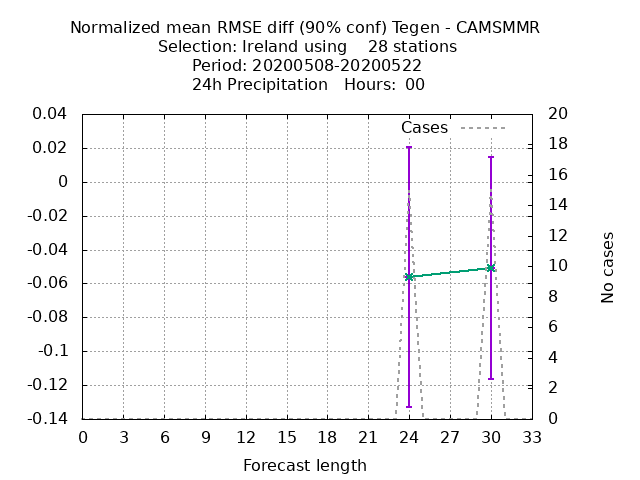 Normalized mean RMSE diff (90% conf) Tegen - CAMSMMR
Selection: Ireland using    28 stations
Period: 20200508-20200522
24h Precipitation   Hours:  00
Cases
0.04
0.02
0
-0.02
-0.04
-0.06
-0.08
-0.1
-0.12
-0.14
20
18
16
14
12
10
8
6
4
2
0
No cases
0 3 6 9 12 15 18 21 24 27 30 33
Forecast length